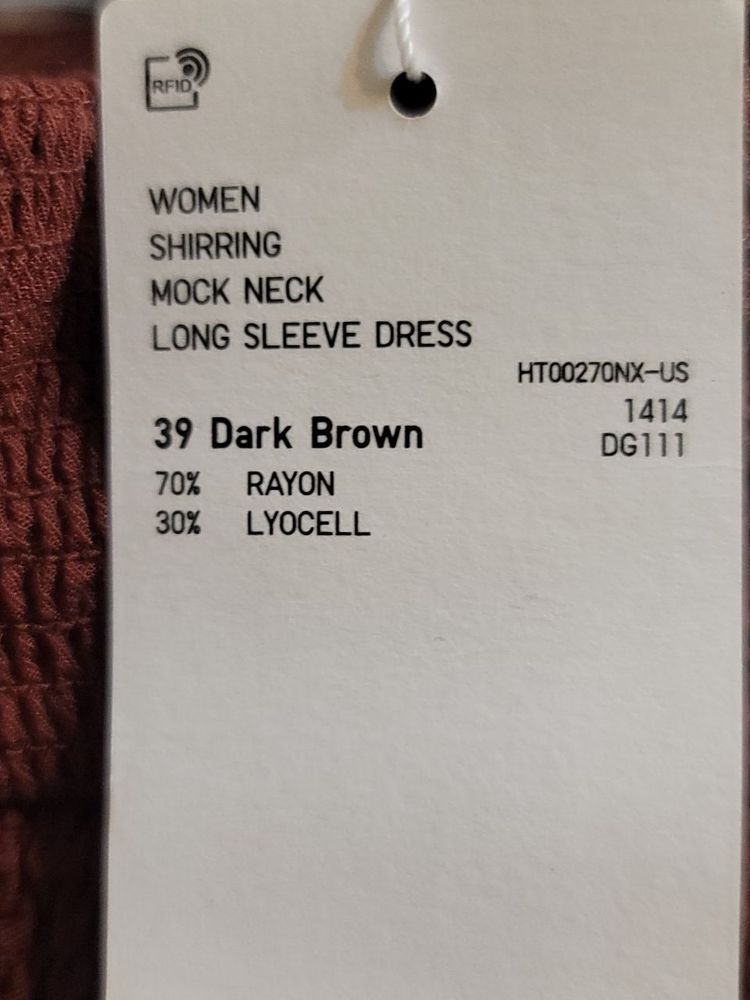 RFID
WOMEN
SHIRRING
MOCK NECK
LONG SLEEVE DRESS
HT00270NX-US
1414
39 Dark Brown
DG111
70% RAYON
30% LYOCELL